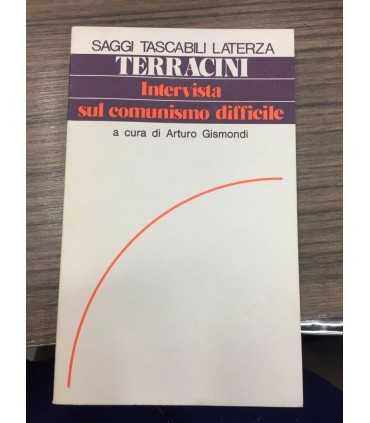 SAGGI TASCABILI LATERZA
TERRACINI
Intervista
sul comunismo difficile
a cura di Arturo Gismondi